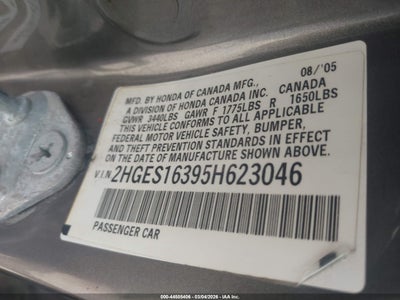 08/'05
MFD. BY HONDA OF CANADA MFG., CANADA
A DIVISION OF HONDA CANADA INC.
GVWR 3440LBS GAWR F 1775LBS R 1650LBS
THIS VEHICLE CONFORMS TO ALL APPLICABLE
FEDERAL MOTOR VEHICLE SAFETY, BUMPER,
AND THEFT PREVENTION STANDARDS IN EFFECT
ON THE DATE OF MANUFACTURE SHOWN ABOVE.
V.I.N. 2HGES16395H623046
PASSENGER CAR
000-44605406 - 03/04/2026 - IAA Inc.